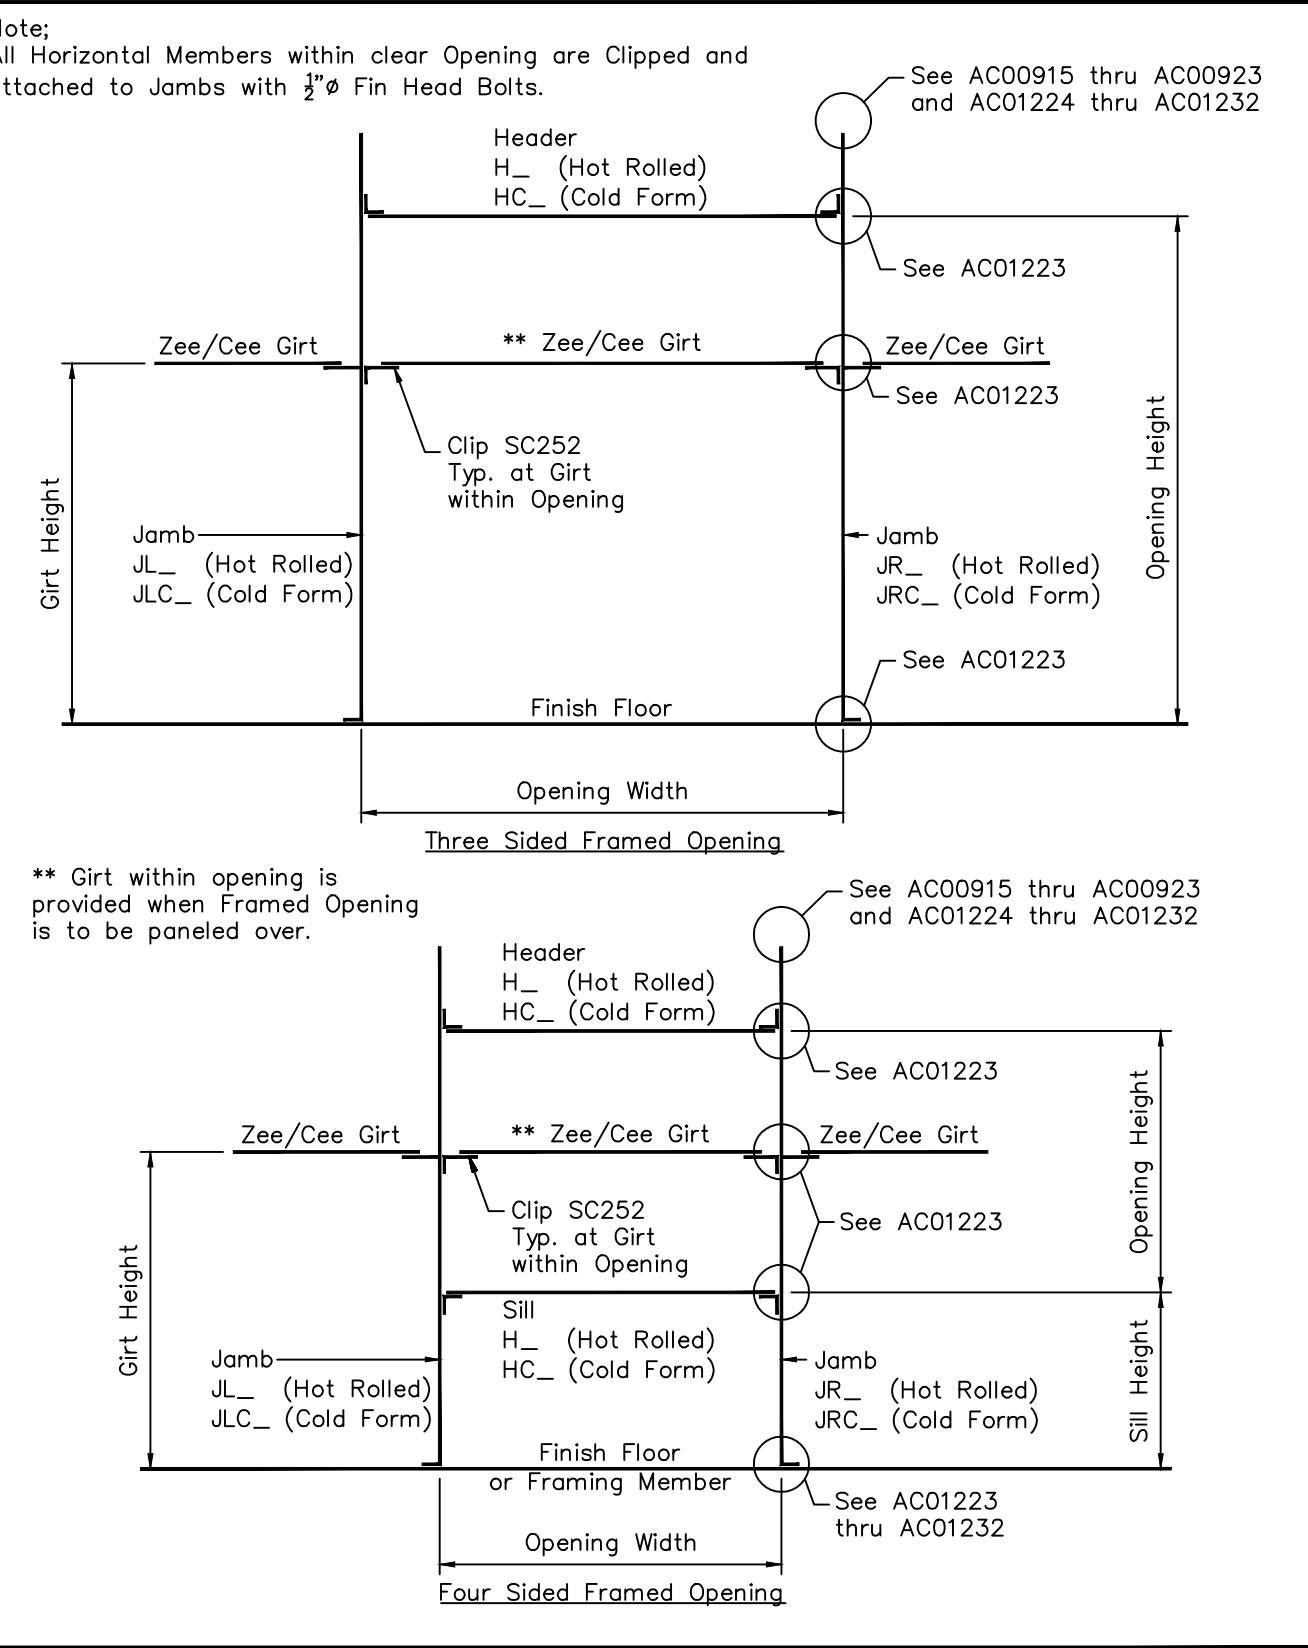 ote;
ll Horizontal Members within clear Opening are Clipped and
ttached to Jambs with ½"ø Fin Head Bolts.
See AC00915 thru AC00923
and AC01224 thru AC01232
Header
H_ (Hot Rolled)
HC_ (Cold Form)
See AC01223
Zee/Cee Girt
** Zee/Cee Girt
Zee/Cee Girt
See AC01223
Clip SC252
Typ. at Girt
within Opening
Girt Height
Opening Height
Jamb
JL_ (Hot Rolled)
JLC_ (Cold Form)
Jamb
JR_ (Hot Rolled)
JRC_ (Cold Form)
See AC01223
Finish Floor
Opening Width
Three Sided Framed Opening
** Girt within opening is
provided when Framed Opening
is to be paneled over.
See AC00915 thru AC00923
and AC01224 thru AC01232
Header
H_ (Hot Rolled)
HC_ (Cold Form)
See AC01223
Zee/Cee Girt
** Zee/Cee Girt
Zee/Cee Girt
Opening Height
Clip SC252
Typ. at Girt
within Opening
See AC01223
Girt Height
Sill
H_ (Hot Rolled)
HC_ (Cold Form)
Sill Height
Jamb
JL_ (Hot Rolled)
JLC_ (Cold Form)
Jamb
JR_ (Hot Rolled)
JRC_ (Cold Form)
Finish Floor
or Framing Member
See AC01223
thru AC01232
Opening Width
Four Sided Framed Opening